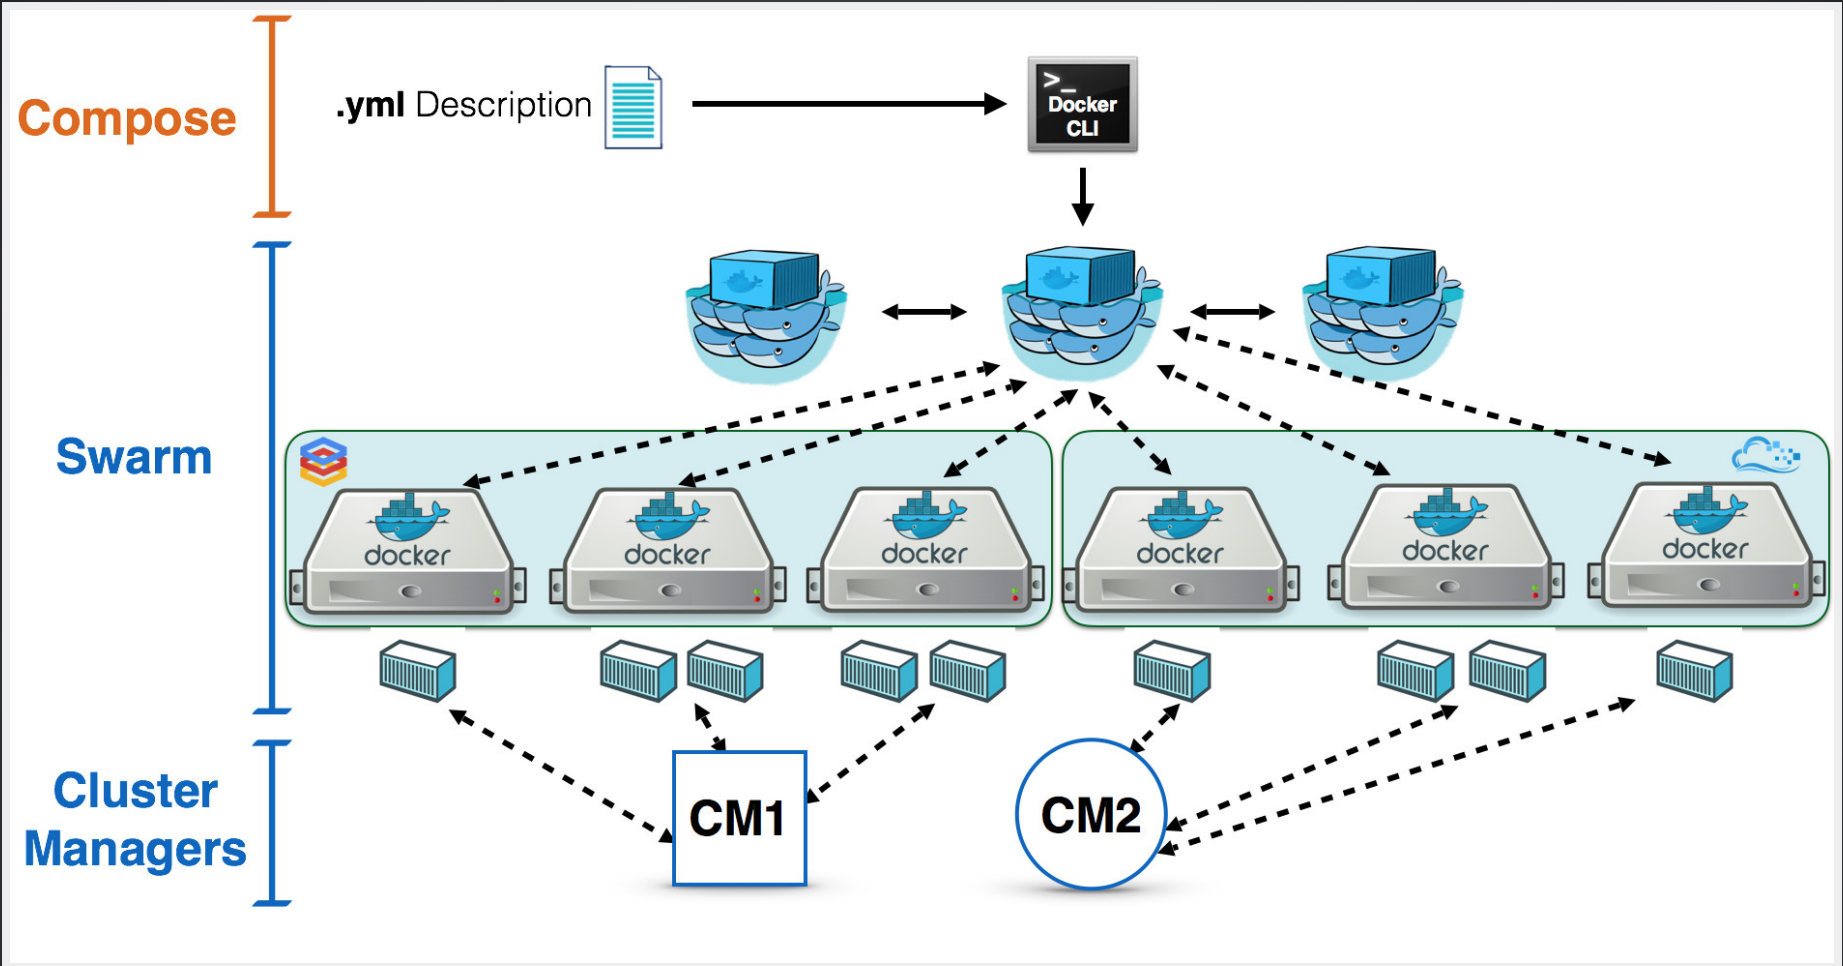 Compose
.yml Description
>_
Docker
CLI
Swarm
docker
docker
docker
docker
docker
docker
Cluster
Managers
CM1
CM2